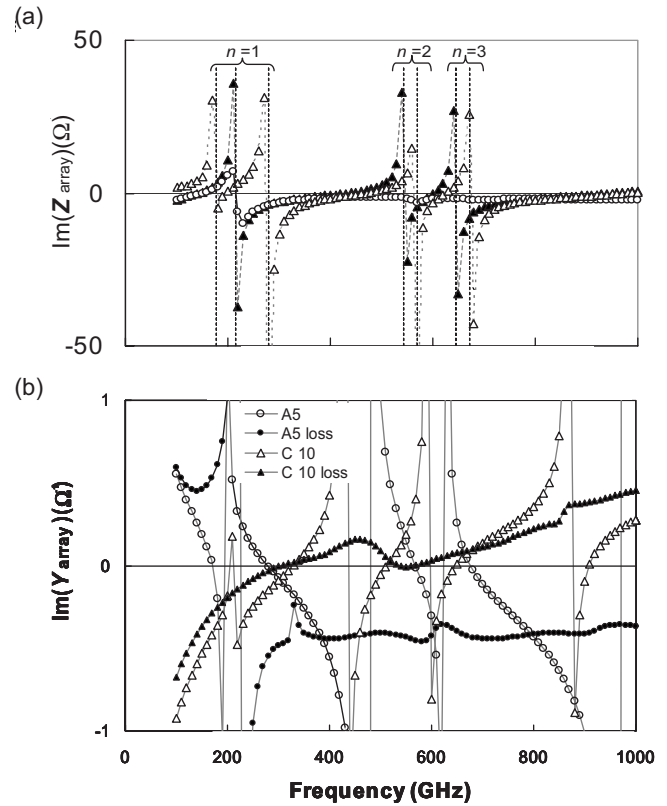 (a)
50
n =1
n =2
n =3
0
-50
Im(Z array)(Ω)
(b)
1
A5
A5 loss
C 10
C 10 loss
0
-1
Im(Y array)(Ω)
0
200
400
600
800
1000
Frequency (GHz)